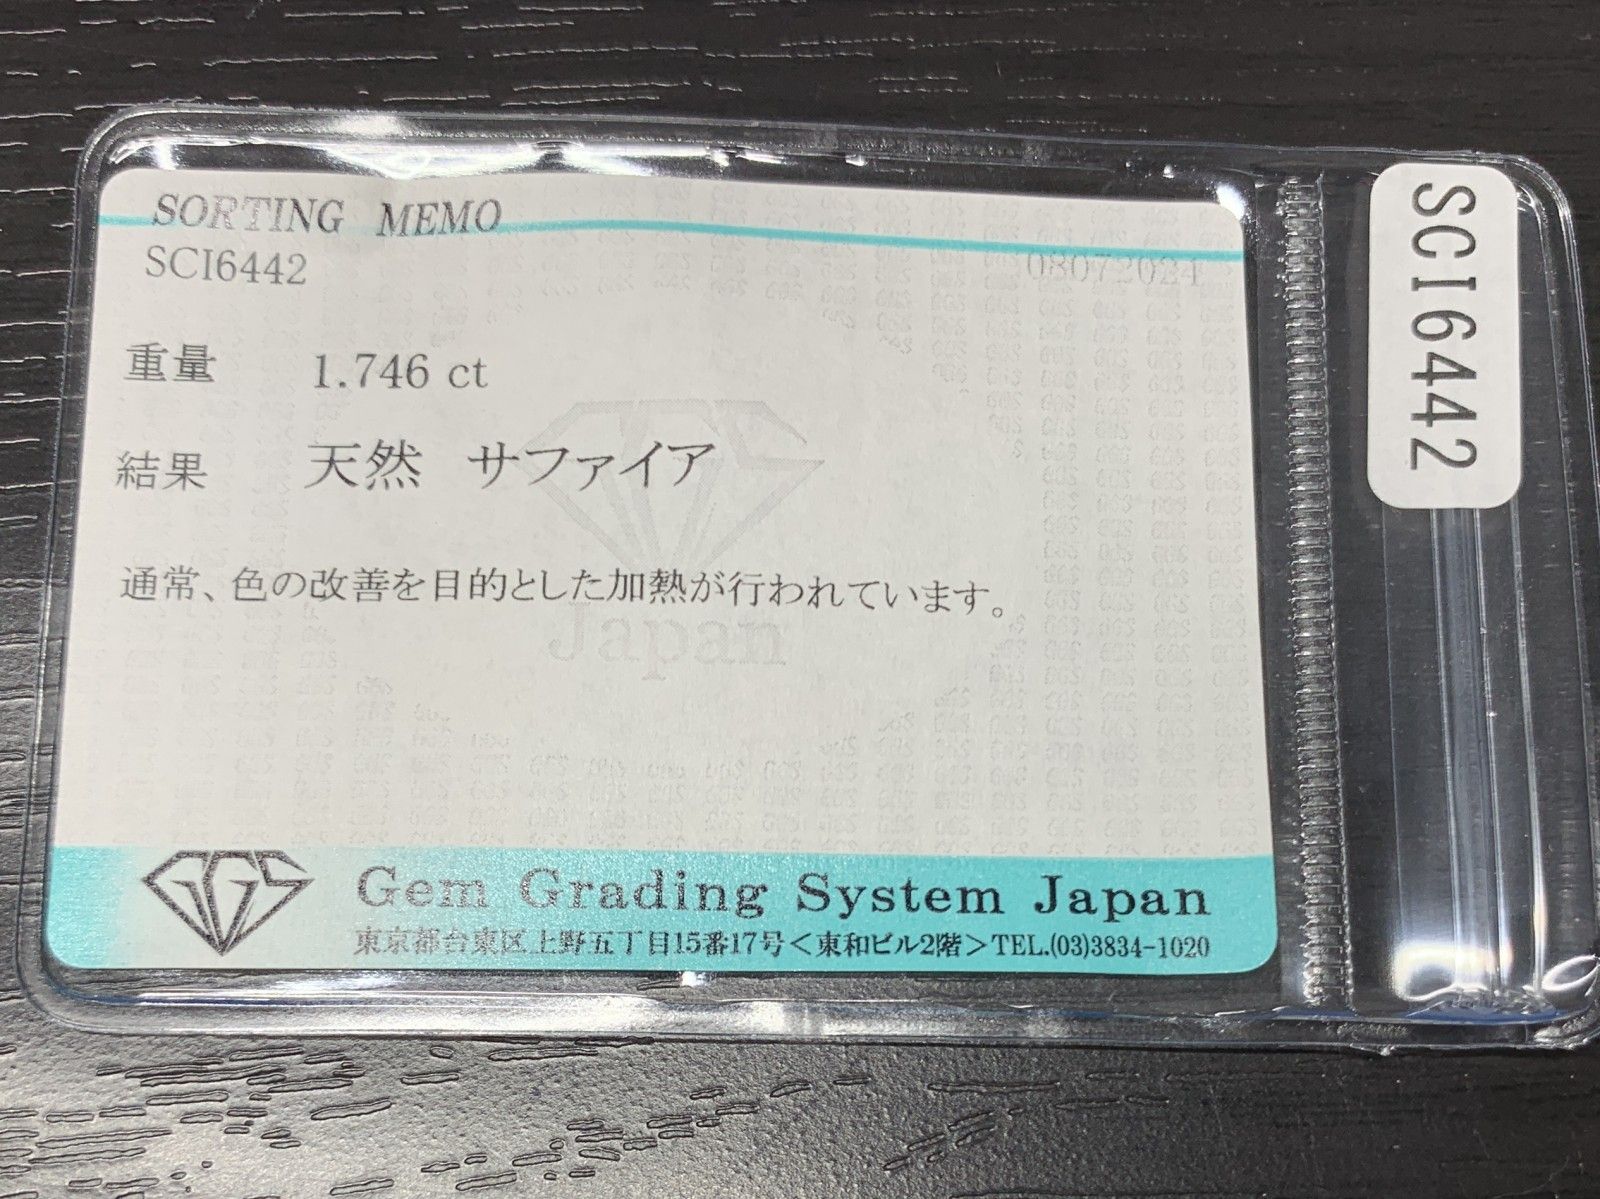 SORTING MEMO
SCI6442 08072024
重量 1.746 ct
結果 天然 サファイア
通常、色の改善を目的とした加熱が行われています。
Japan
GGS Gem Grading System Japan
東京都台東区上野五丁目15番17号<東和ビル2階>TEL.(03)3834-1020
SCI6442